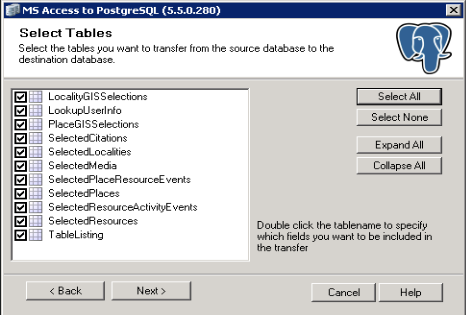 MS Access to PostgreSQL (5.5.0.280)
Select Tables
Select the tables you want to transfer from the source database to the
destination database.
LocalityGISSelections
LookupUserInfo
PlaceGISSelections
SelectedCitations
SelectedLocalities
SelectedMedia
SelectedPlaceResourceEvents
SelectedPlaces
SelectedResourceActivityEvents
SelectedResources
TableListing
Select All
Select None
Expand All
Collapse All
Double click the tablename to specify
which fields you want to be included in
the transfer
< Back
Next >
Cancel
Help